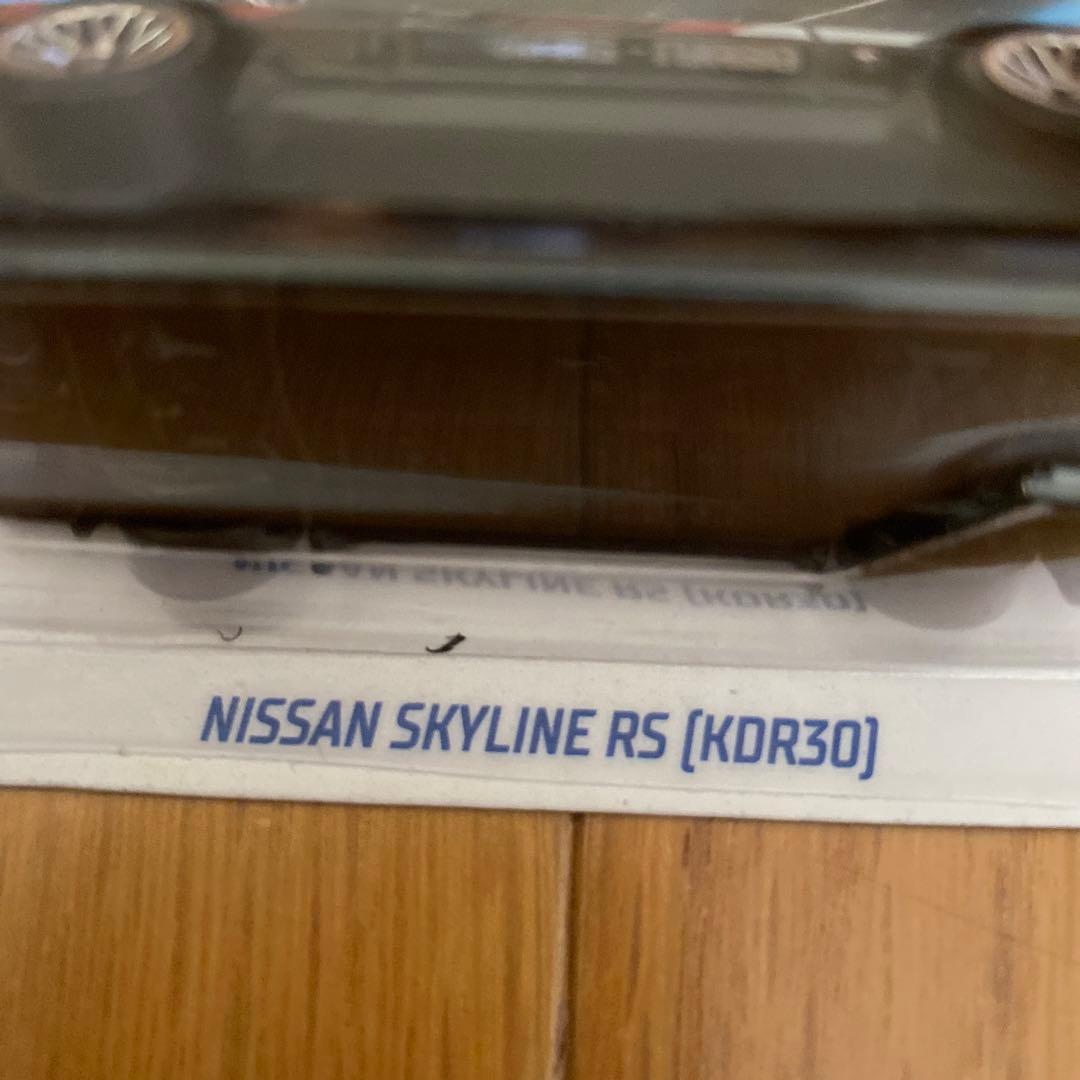 NISSAN SKYLINE RS (KDR30)